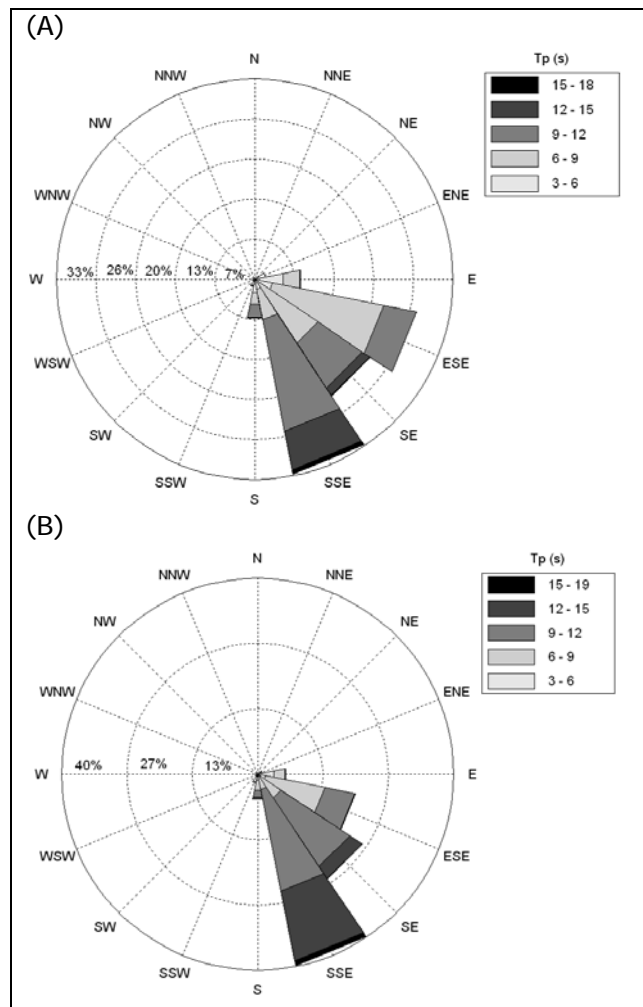 (A)
N
NNW NNE
Tp (s)
15 - 18
12 - 15
9 - 12
6 - 9
3 - 6
NW NE
WNW ENE
W 33% 26% 20% 13% 7% E
WSW ESE
SW SE
SSW SSE
S
(B)
N
NNW NNE
Tp (s)
15 - 19
12 - 15
9 - 12
6 - 9
3 - 6
NW NE
WNW ENE
W 40% 27% 13% E
WSW ESE
SW SE
SSW SSE
S